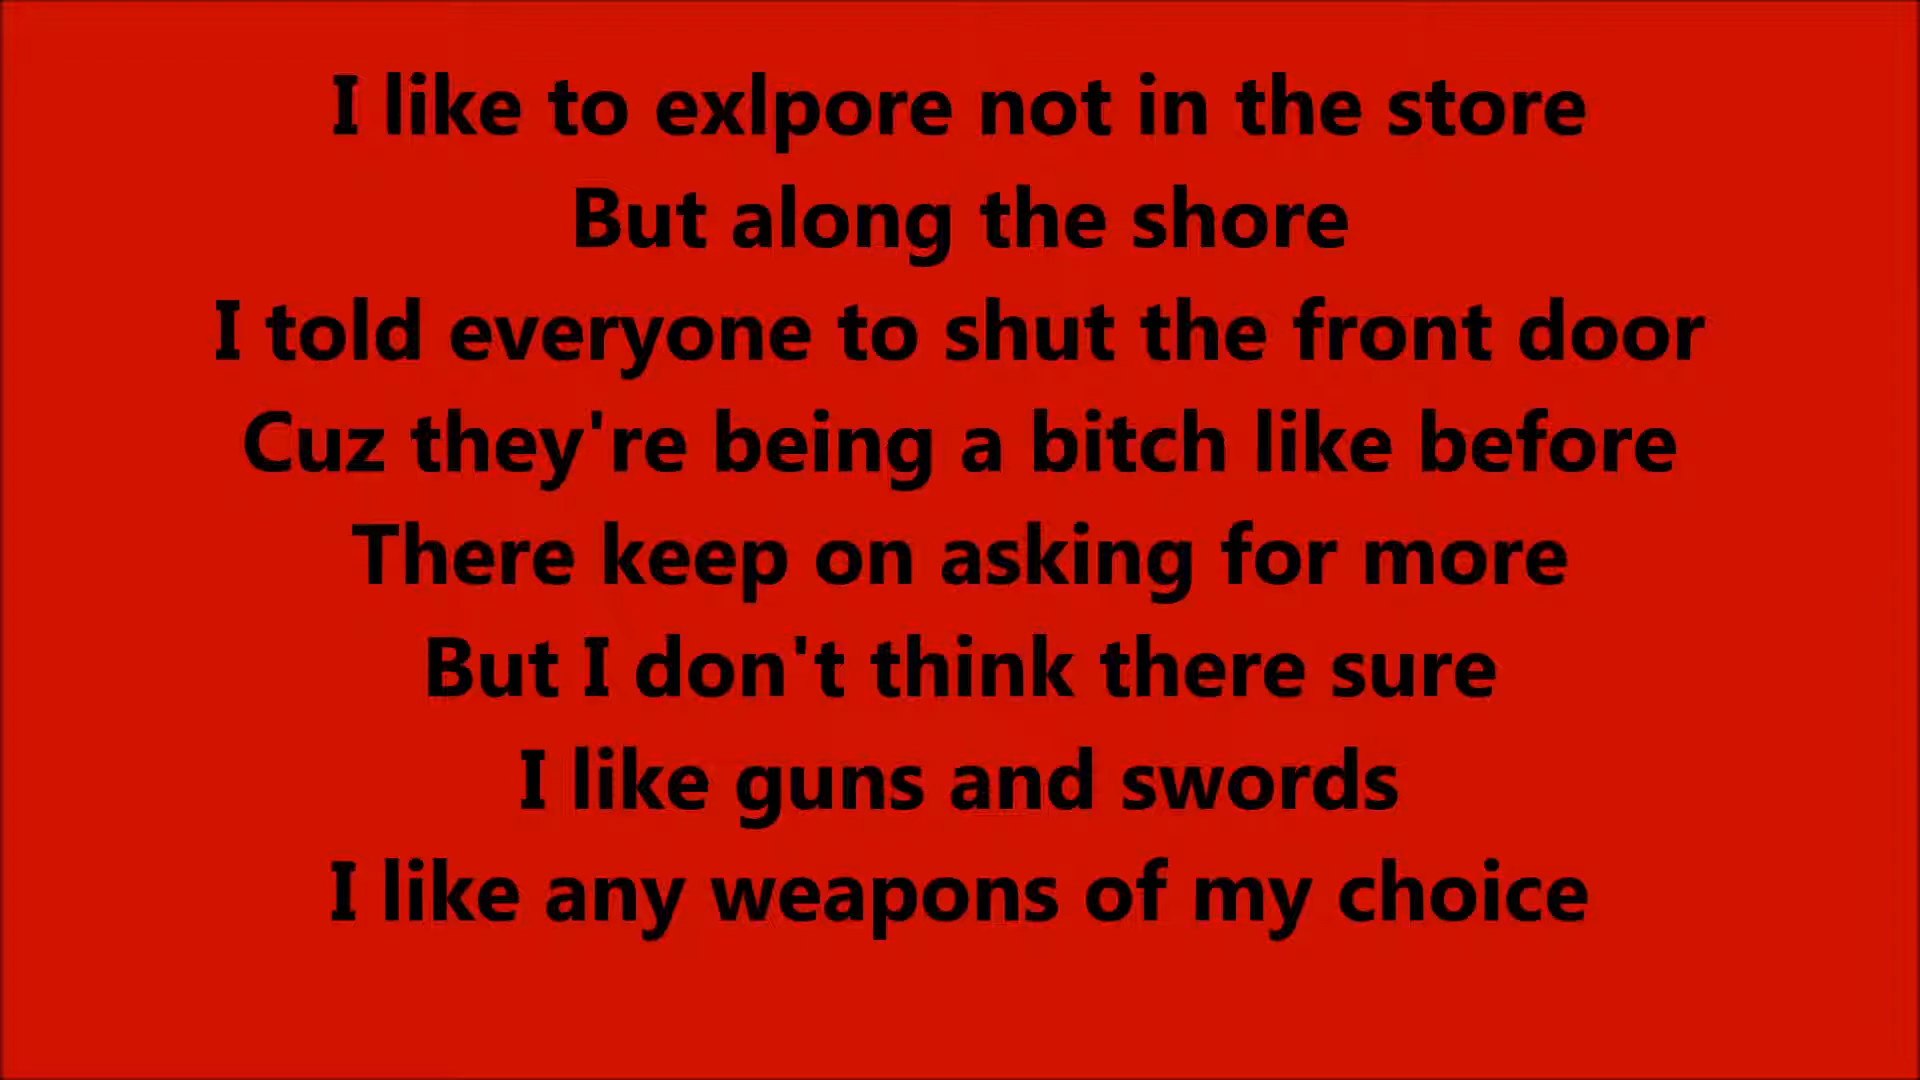 I like to exlpore not in the store
But along the shore
I told everyone to shut the front door
Cuz they're being a bitch like before
There keep on asking for more
But I don't think there sure
I like guns and swords
I like any weapons of my choice